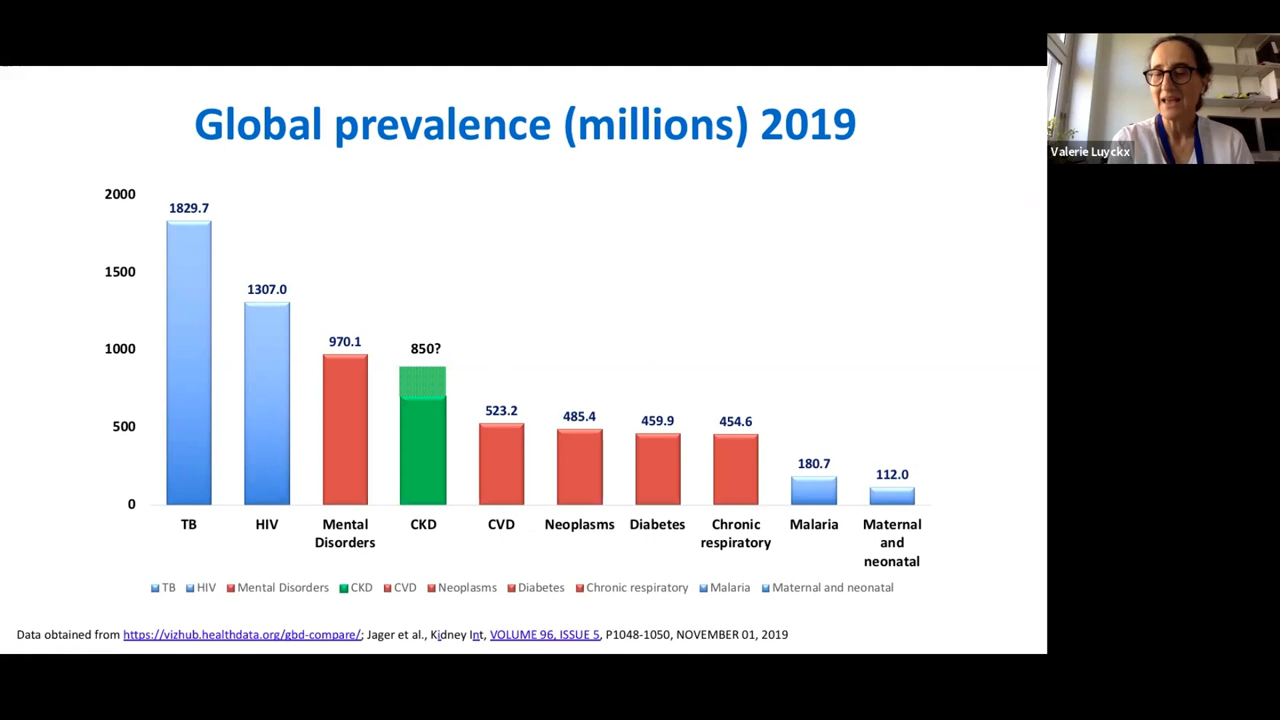 Global prevalence (millions) 2019
Valerie Luyckx
2000
1500
1000
500
0
1829.7
1307.0
970.1
850?
523.2
485.4
459.9
454.6
180.7
112.0
TB
HIV
Mental
Disorders
CKD
CVD
Neoplasms
Diabetes
Chronic
respiratory
Malaria
Maternal
and
neonatal
TB HIV Mental Disorders CKD CVD Neoplasms Diabetes Chronic respiratory Malaria Maternal and neonatal
Data obtained from https://vizhub.healthdata.org/gbd-compare/; Jager et al., Kidney Int, VOLUME 96, ISSUE 5, P1048-1050, NOVEMBER 01, 2019